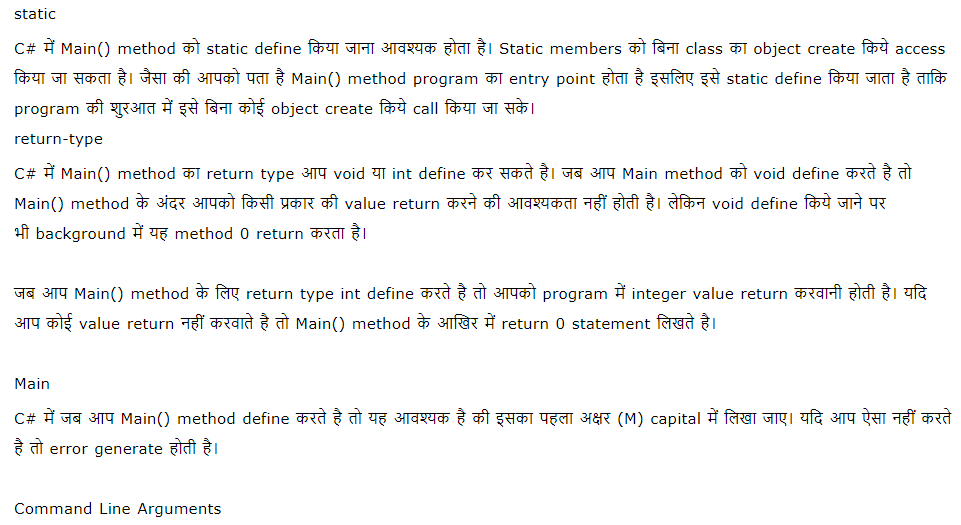 static
C# में Main() method को static define किया जाना आवश्यक होता है। Static members को बिना class का object create किये access
किया जा सकता है। जैसा की आपको पता है Main() method program का entry point होता है इसलिए इसे static define किया जाता है ताकि
program की शुरुआत में इसे बिना कोई object create किये call किया जा सके।
return-type
C# में Main() method का return type आप void या int define कर सकते है। जब आप Main method को void define करते है तो
Main() method के अंदर आपको किसी प्रकार की value return करने की आवश्यकता नहीं होती है। लेकिन void define किये जाने पर
भी background में यह method 0 return करता है।
जब आप Main() method के लिए return type int define करते है तो आपको program में integer value return करवानी होती है। यदि
आप कोई value return नहीं करवाते है तो Main() method के आखिर में return 0 statement लिखते है।
Main
C# में जब आप Main() method define करते है तो यह आवश्यक है की इसका पहला अक्षर (M) capital में लिखा जाए। यदि आप ऐसा नहीं करते
है तो error generate होती है।
Command Line Arguments